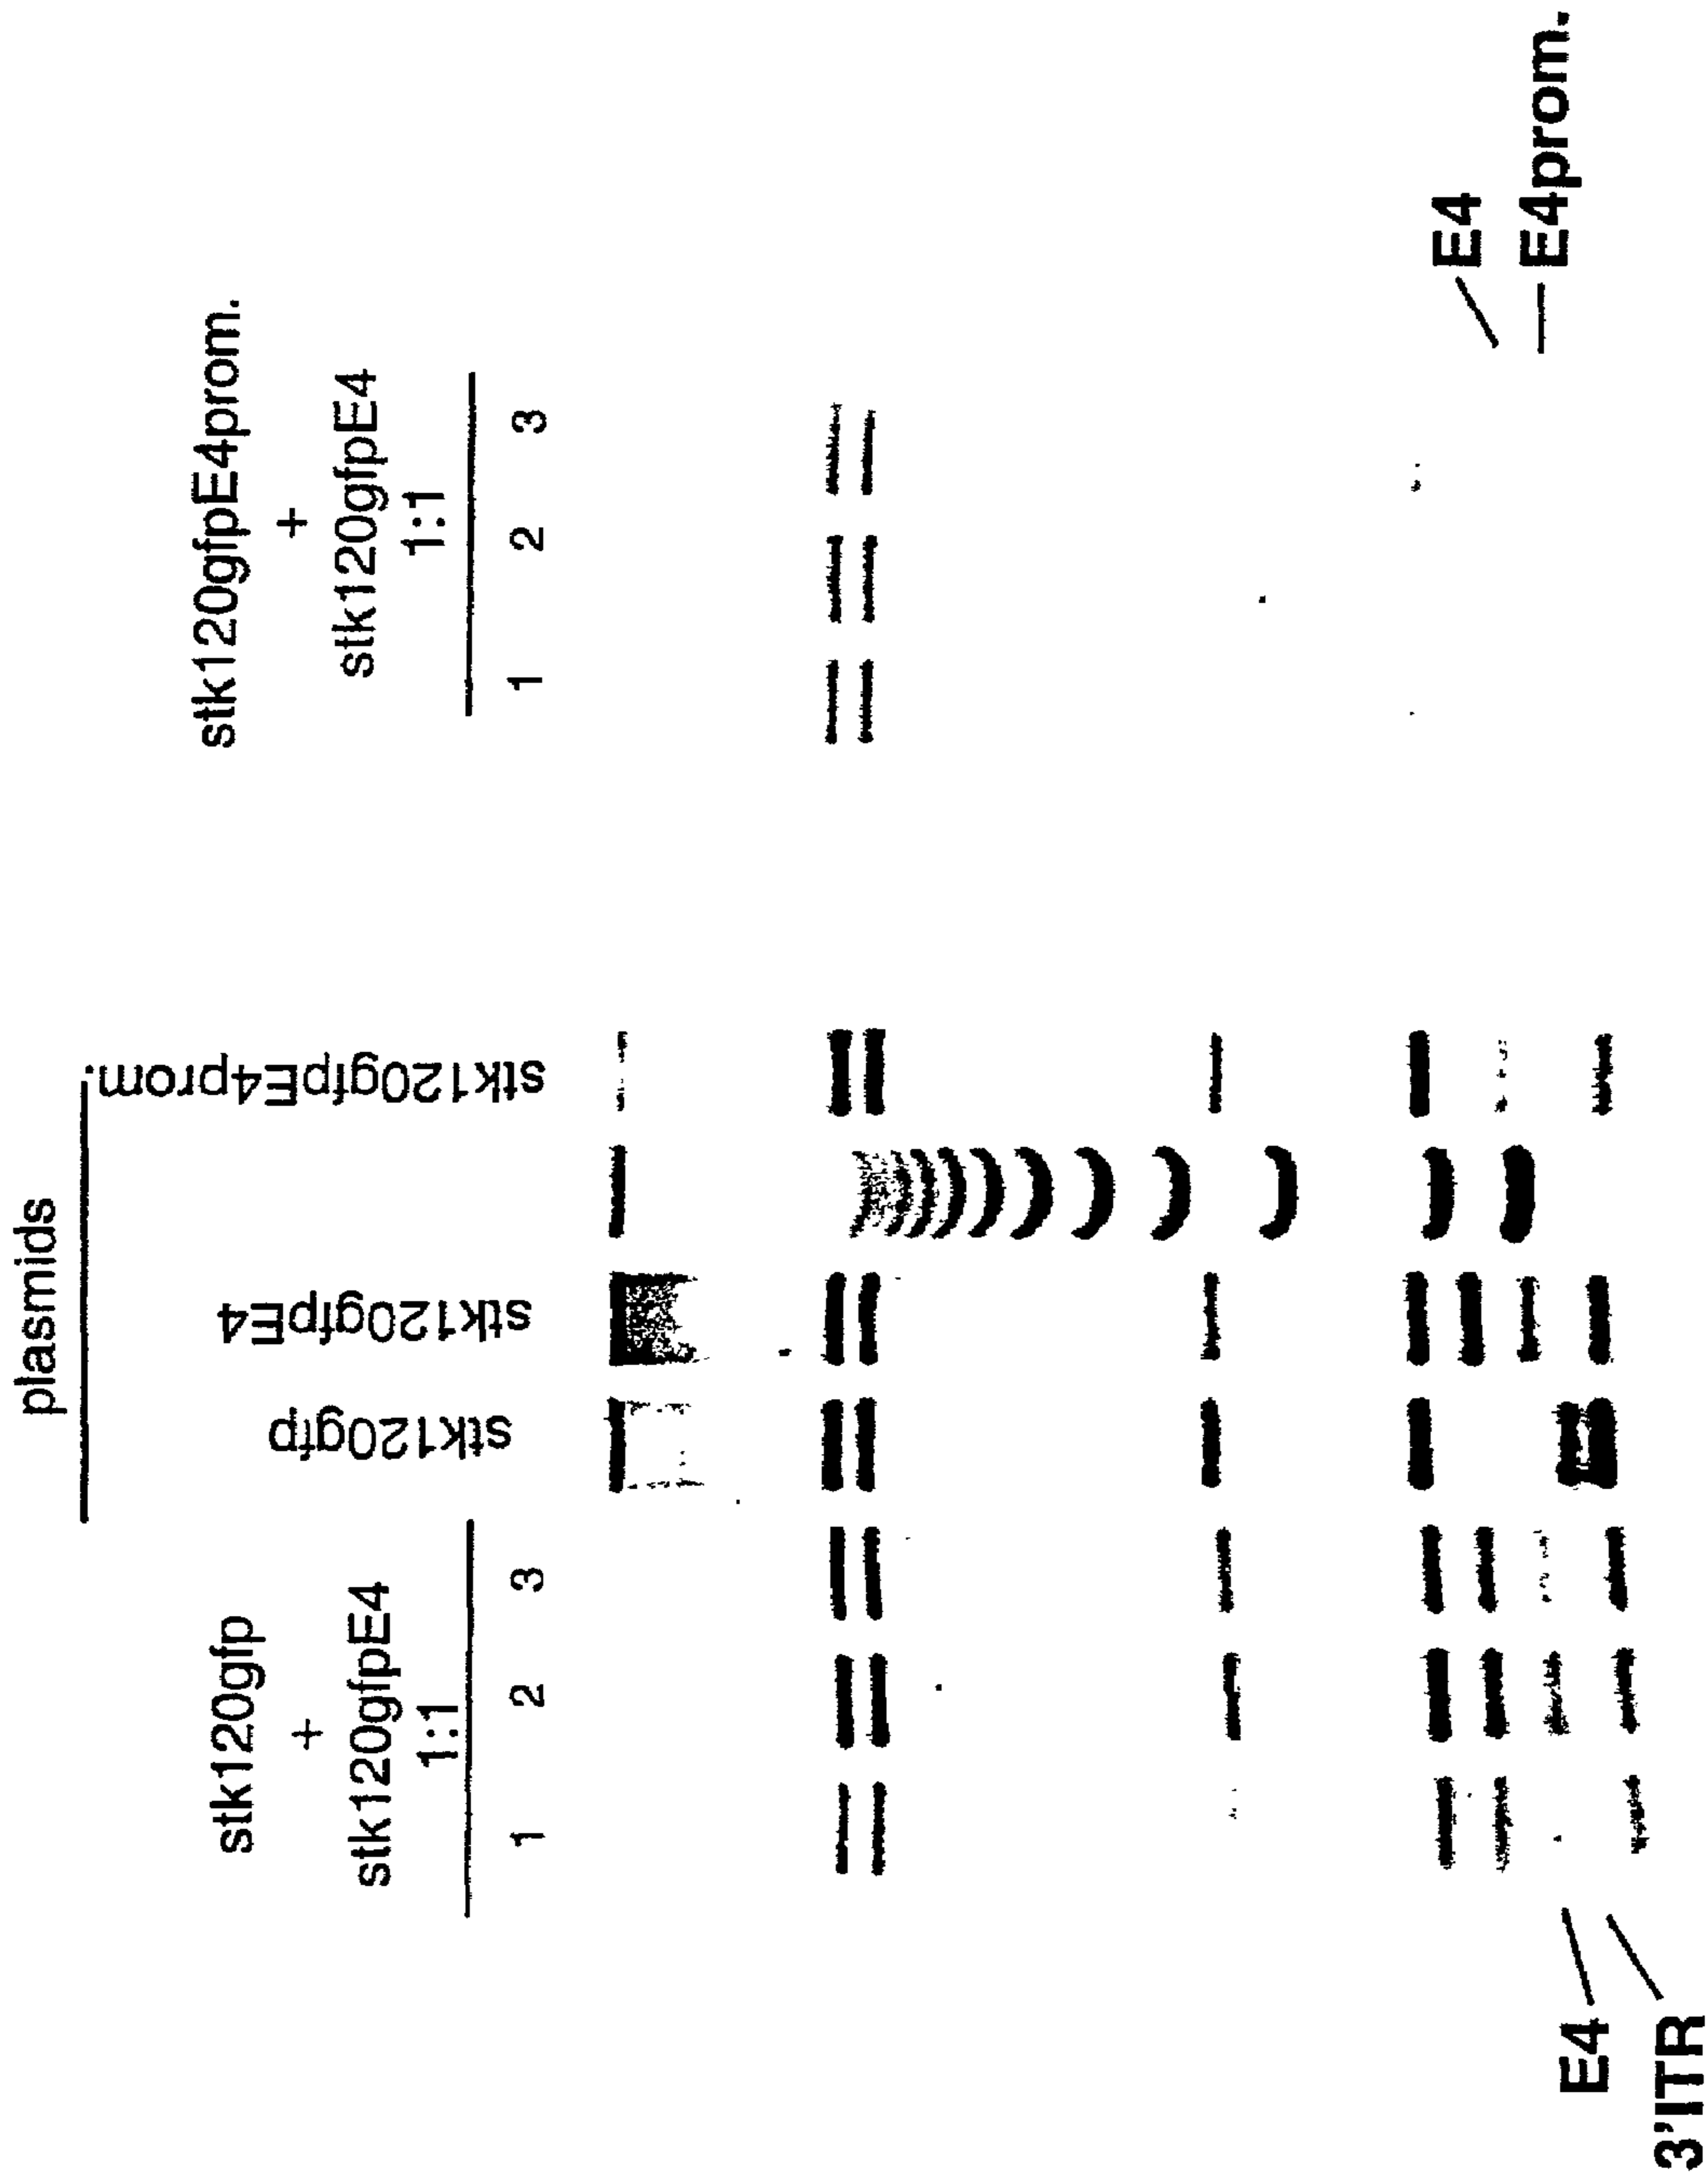 plasmids
stk120gfp
+
stk120gfpE4
1:1
1 2 3
stk120gfp
stk120gfpE4
stk120gfpE4prom.
stk120gfpE4prom.
+
stk120gfpE4
1:1
1 2 3
E4
3'ITR
E4
E4prom.